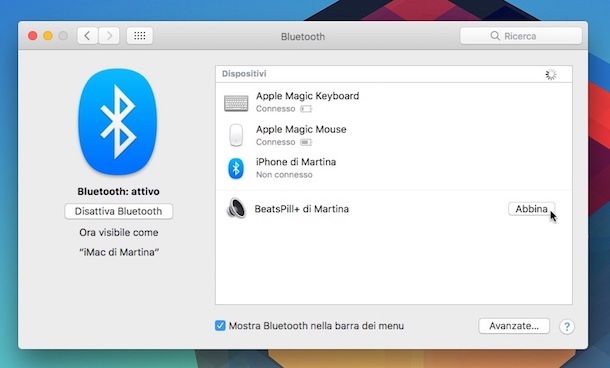 Bluetooth
Ricerca
Dispositivi
Apple Magic Keyboard
Connesso
Apple Magic Mouse
Connesso
iPhone di Martina
Non connesso
BeatsPill+ di Martina
Abbina
Bluetooth: attivo
Disattiva Bluetooth
Ora visibile come
“iMac di Martina”
Mostra Bluetooth nella barra dei menu
Avanzate...
?